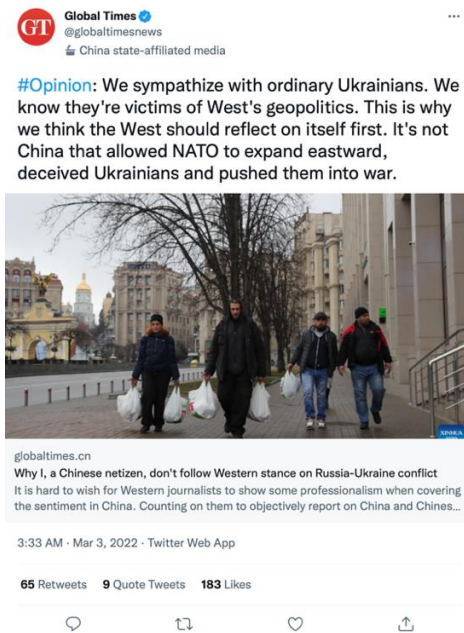 GT
Global Times
@globaltimesnews
China state-affiliated media
#Opinion: We sympathize with ordinary Ukrainians. We
know they're victims of West's geopolitics. This is why
we think the West should reflect on itself first. It's not
China that allowed NATO to expand eastward,
deceived Ukrainians and pushed them into war.
XINHUA
globaltimes.cn
Why I, a Chinese netizen, don't follow Western stance on Russia-Ukraine conflict
It is hard to wish for Western journalists to show some professionalism when covering
the sentiment in China. Counting on them to objectively report on China and Chines...
3:33 AM · Mar 3, 2022 · Twitter Web App
65 Retweets 9 Quote Tweets 183 Likes